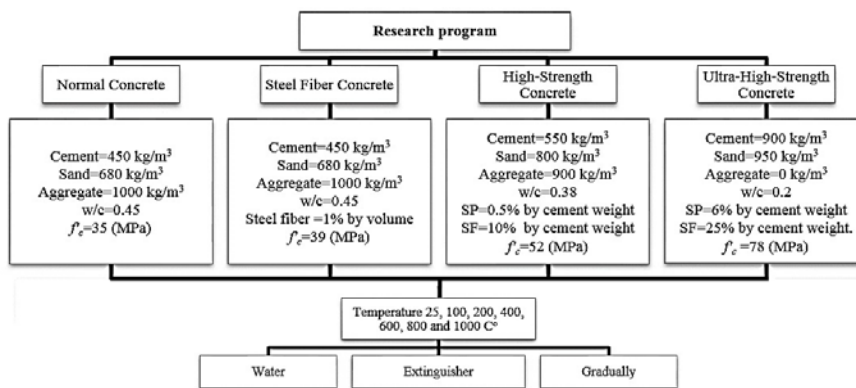 Research program
Normal Concrete
Steel Fiber Concrete
High-Strength
Concrete
Ultra-High-Strength
Concrete
Cement=450 kg/m³
Sand=680 kg/m³
Aggregate=1000 kg/m³
w/c=0.45
f'c=35 (MPa)
Cement=450 kg/m³
Sand=680 kg/m³
Aggregate=1000 kg/m³
w/c=0.45
Steel fiber =1% by volume
f'c=39 (MPa)
Cement=550 kg/m³
Sand=800 kg/m³
Aggregate=900 kg/m³
w/c=0.38
SP=0.5% by cement weight
SF=10% by cement weight
f'c=52 (MPa)
Cement=900 kg/m³
Sand=950 kg/m³
Aggregate=0 kg/m³
w/c=0.2
SP=6% by cement weight
SF=25% by cement weight.
f'c =78 (MPa)
Temperature 25, 100, 200, 400,
600, 800 and 1000 C°
Water
Extinguisher
Gradually